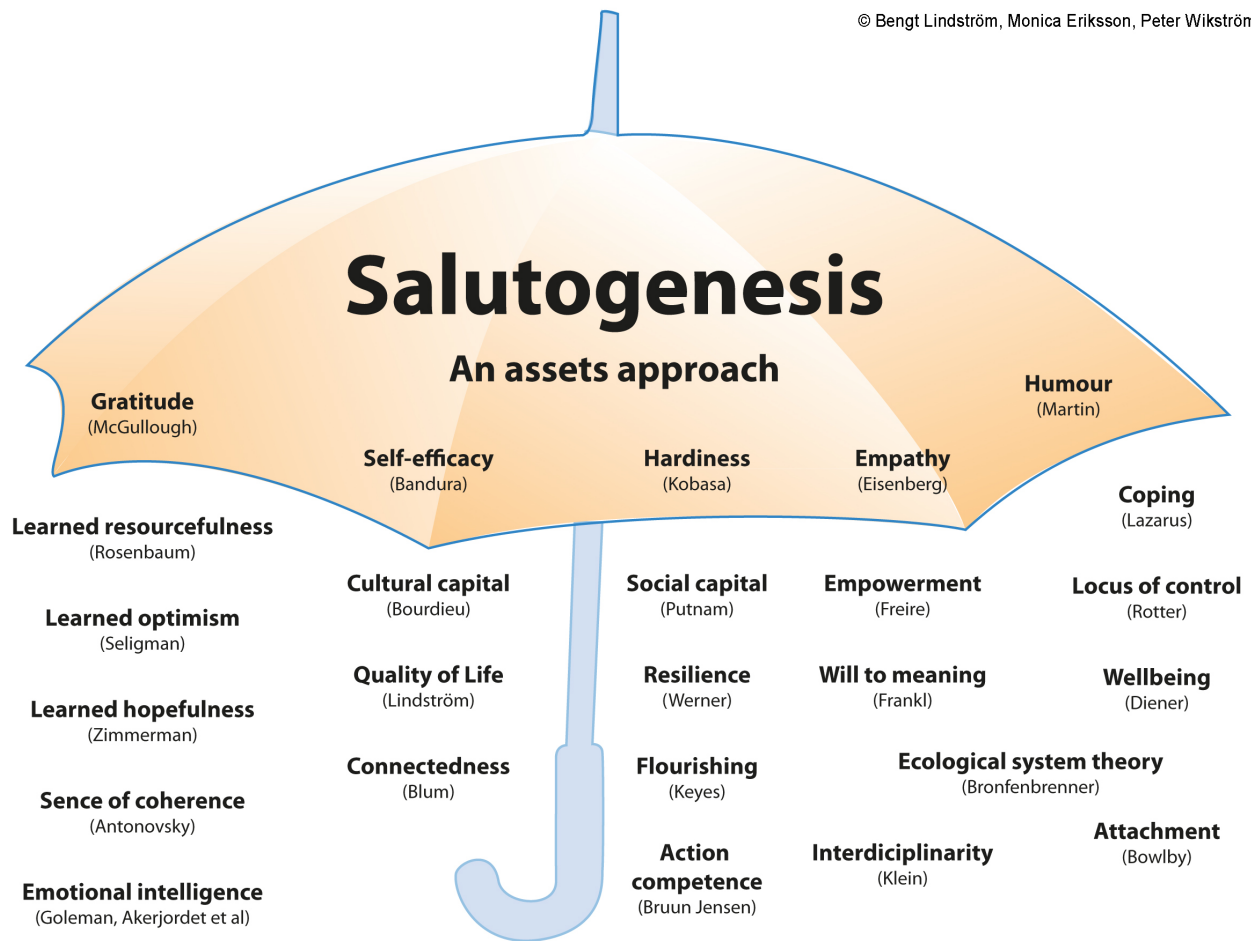 © Bengt Lindström, Monica Eriksson, Peter Wikström
Salutogenesis
An assets approach
Gratitude
(McGullough)
Self-efficacy
(Bandura)
Hardiness
(Kobasa)
Empathy
(Eisenberg)
Humour
(Martin)
Learned resourcefulness
(Rosenbaum)
Learned optimism
(Seligman)
Learned hopefulness
(Zimmerman)
Sence of coherence
(Antonovsky)
Emotional intelligence
(Goleman, Akerjordet et al)
Cultural capital
(Bourdieu)
Quality of Life
(Lindström)
Connectedness
(Blum)
Social capital
(Putnam)
Resilience
(Werner)
Flourishing
(Keyes)
Action
competence
(Bruun Jensen)
Empowerment
(Freire)
Will to meaning
(Frankl)
Coping
(Lazarus)
Locus of control
(Rotter)
Wellbeing
(Diener)
Ecological system theory
(Bronfenbrenner)
Interdiciplinarity
(Klein)
Attachment
(Bowlby)